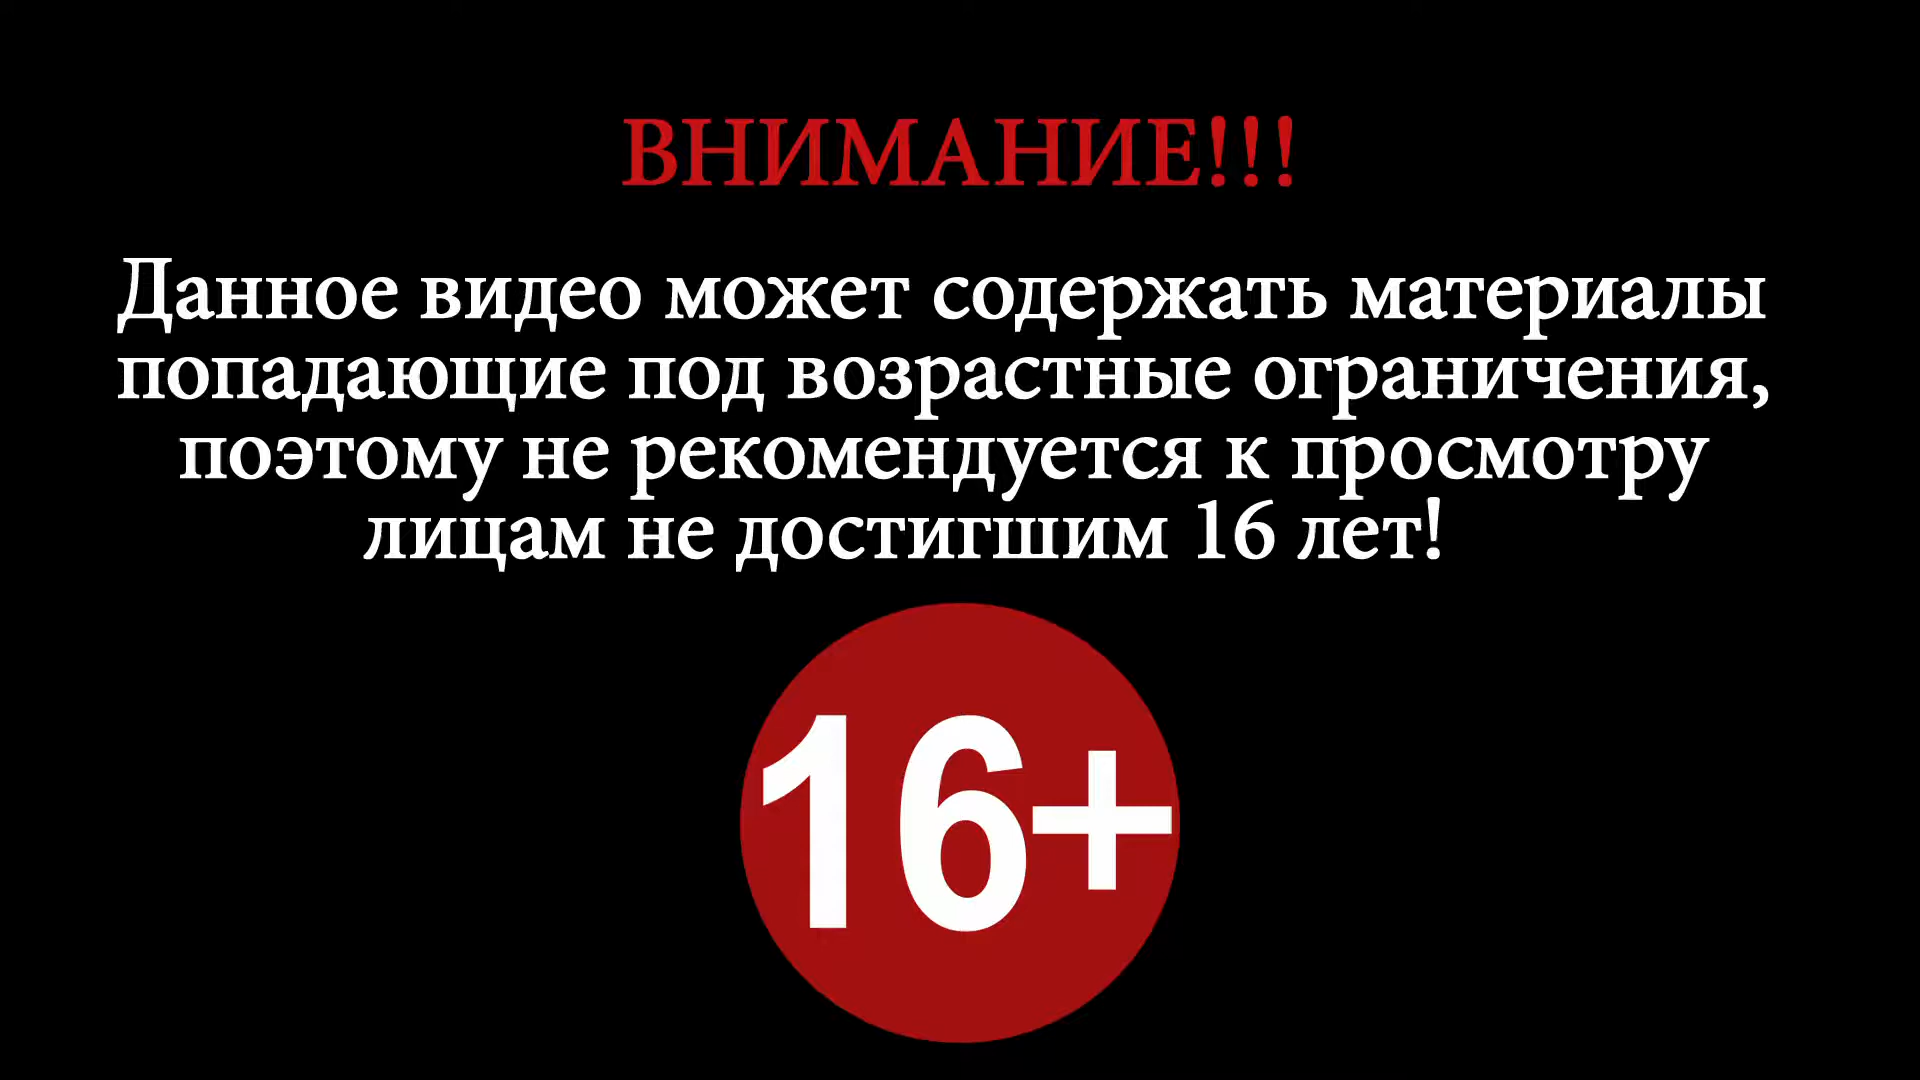 ВНИМАНИЕ!!!
Данное видео может содержать материалы
попадающие под возрастные ограничения,
поэтому не рекомендуется к просмотру
лицам не достигшим 16 лет!
16+